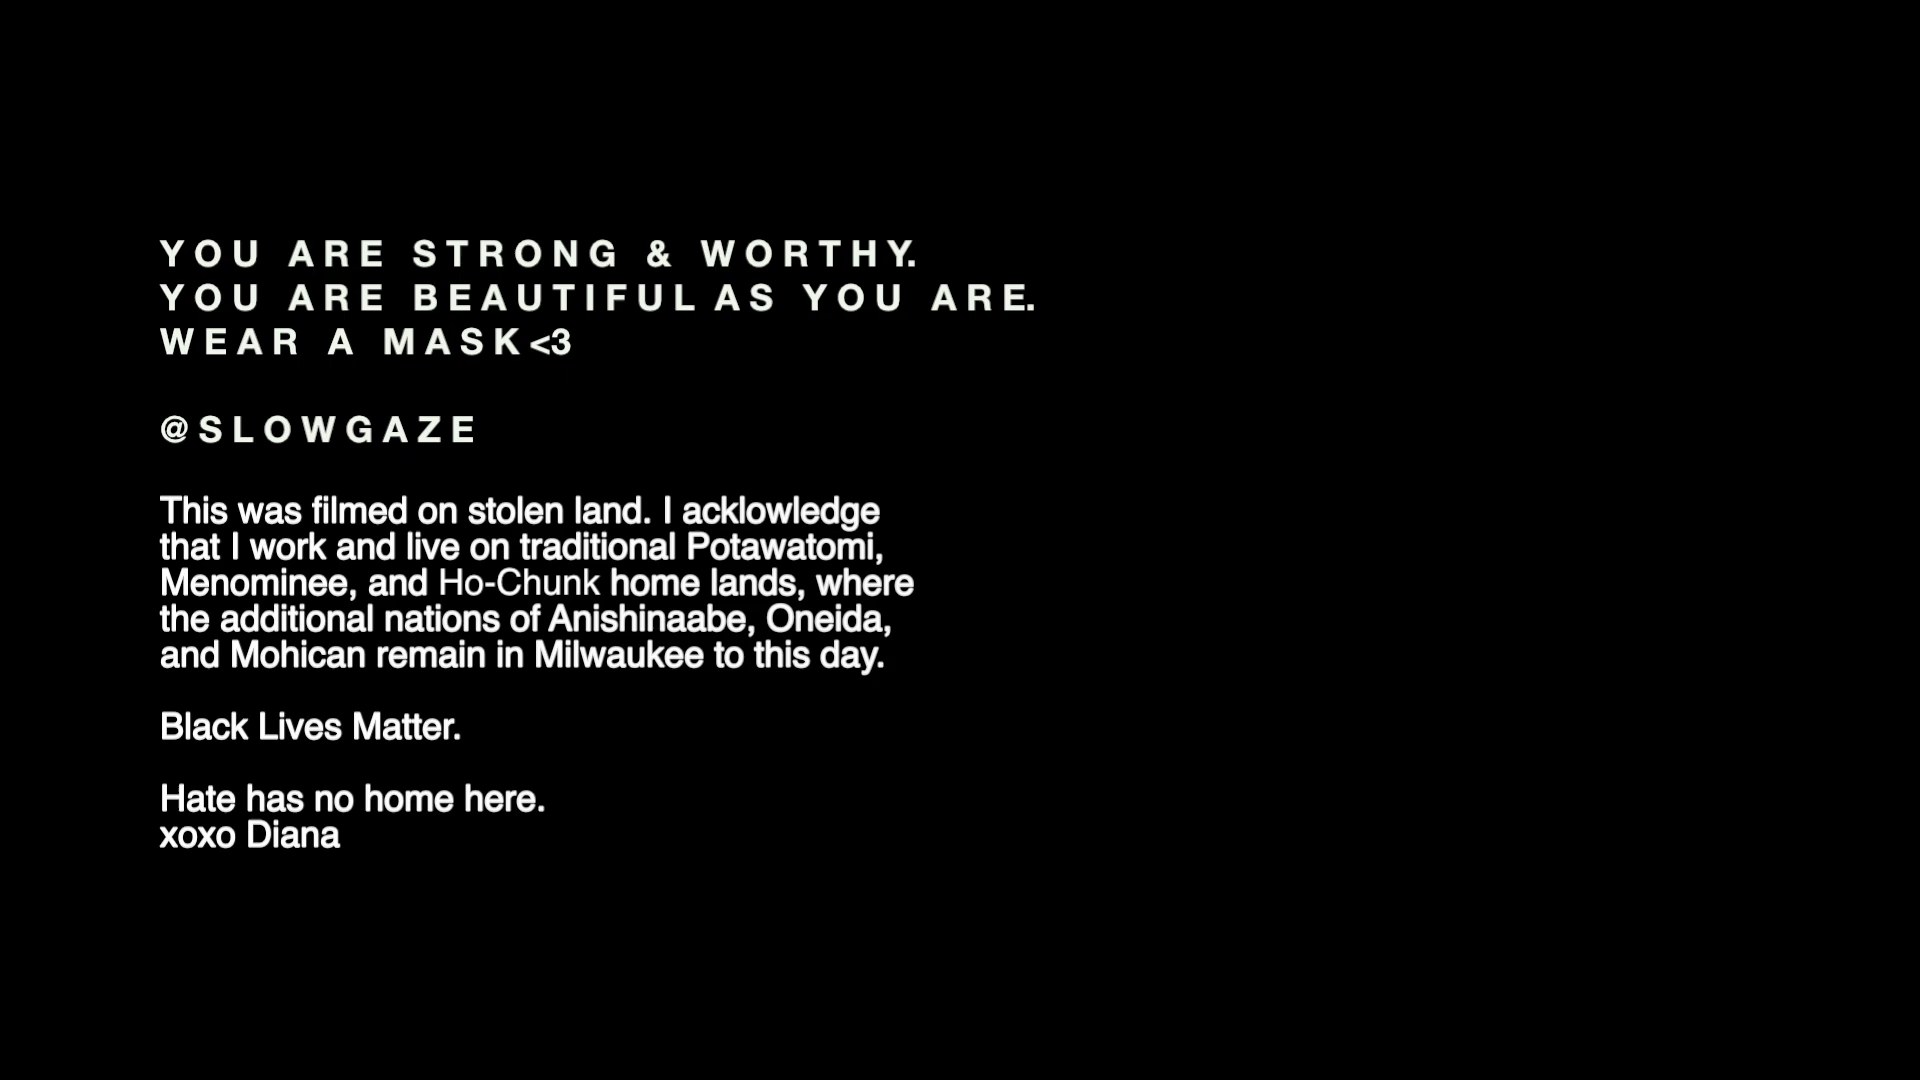 YOU ARE STRONG & WORTHY.
YOU ARE BEAUTIFUL AS YOU ARE.
WEAR A MASK <3
@SLOWGAZE
This was filmed on stolen land. I acklowledge
that I work and live on traditional Potawatomi,
Menominee, and Ho-Chunk home lands, where
the additional nations of Anishinaabe, Oneida,
and Mohican remain in Milwaukee to this day.
Black Lives Matter.
Hate has no home here.
xoxo Diana